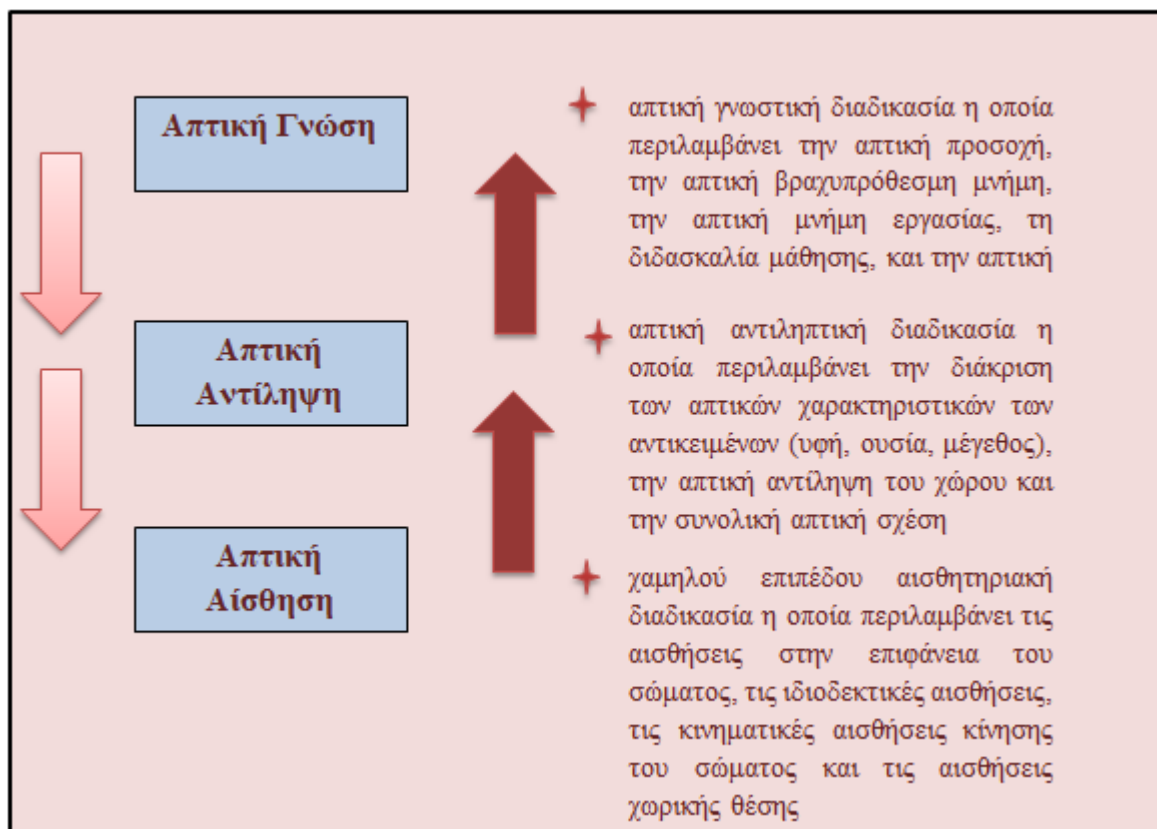 Απτική Γνώση
απτική γνωστική διαδικασία η οποία
περιλαμβάνει την απτική προσοχή,
την απτική βραχυπρόθεσμη μνήμη,
την απτική μνήμη εργασίας, τη
διδασκαλία μάθησης, και την απτική
Απτική
Αντίληψη
απτική αντιληπτική διαδικασία η
οποία περιλαμβάνει την διάκριση
των απτικών χαρακτηριστικών των
αντικειμένων (υφή, ουσία, μέγεθος),
την απτική αντίληψη του χώρου και
την συνολική απτική σχέση
Απτική
Αίσθηση
χαμηλού επιπέδου αισθητηριακή
διαδικασία η οποία περιλαμβάνει τις
αισθήσεις στην επιφάνεια του
σώματος, τις ιδιοδεκτικές αισθήσεις,
τις κινηματικές αισθήσεις κίνησης
του σώματος και τις αισθήσεις
χωρικής θέσης